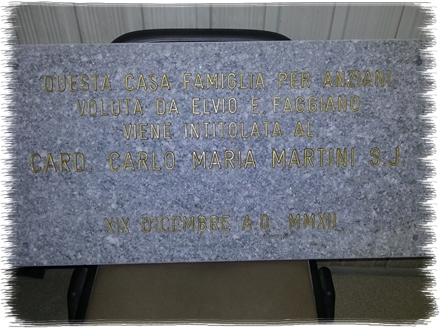 QUESTA CASA FAMIGLIA PER ANZIANI
VOLUTA DA ELVIO E. FAGGIANO
VIENE INTITOLATA AL
CARD. CARLO MARIA MARTINI S.J.
XIX DICEMBRE A.D. MMXII